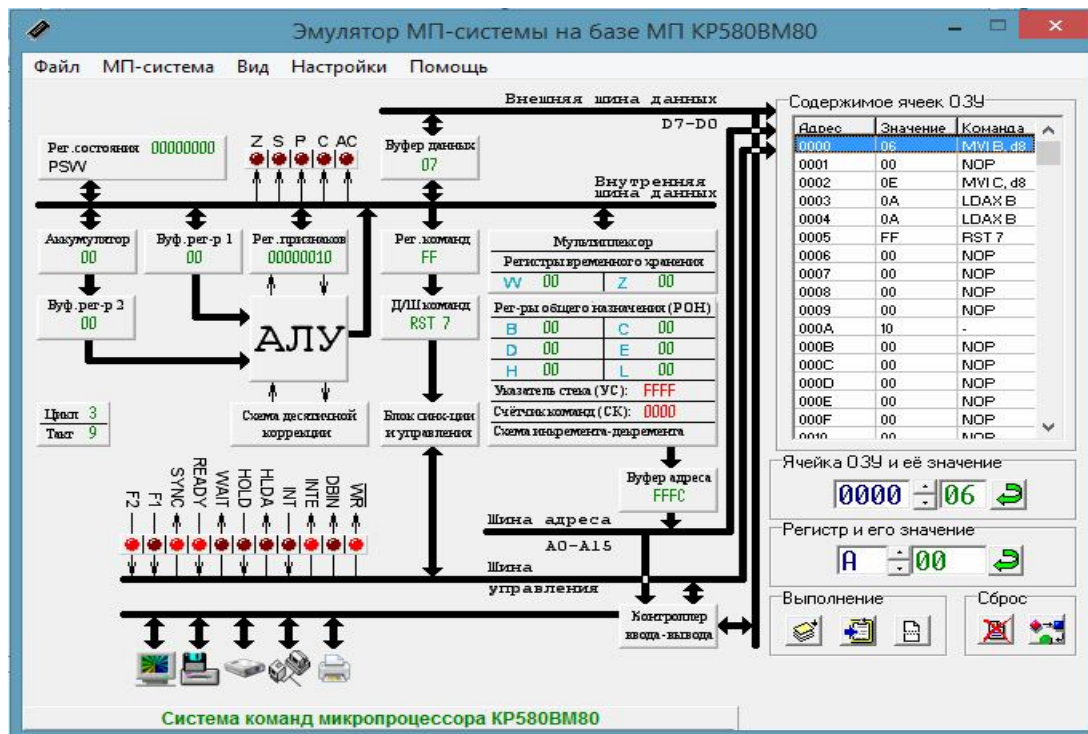 Эмулятор МП-системы на базе МП КР580ВМ80
Файл МП-система Вид Настройки Помощь
Внешняя шина данных
D7-D0
Рег.состояния 00000000
PSW
Z S P C AC
Буфер данных
07
Внутренняя
шина данных
Аккумулятор
00
Буф.рег-р 1
00
Рег.признаков
00000010
Рег.команд
FF
Мультиплексор
Регистры временного хранения
W 00 Z 00
Буф.рег-р 2
00
АЛУ
Д/Шкоманд
RST 7
Рег-ры общего назначения (РОН)
B 00 C 00
D 00 E 00
H 00 L 00
Указатель стека (УС): FFFF
Счётчик команд (СК): 0000
Схема инкремента-декремента
Цикл 3
Такт 9
Схема десятичной
коррекции
Блок синх-ции
и управления
Буфер адреса
FFFC
F2 F1 SYNC READY WAIT HOLD HLDA INT INTE DBIN WR
Шина адреса
A0-A15
Шина
управления
Контроллер
ввода-вывода
Система команд микропроцессора КР580ВМ80
Содержимое ячеек ОЗУ
Адрес Значение Команда
0000 06 MVI B, d8
0001 00 NOP
0002 0E MVI C, d8
0003 0A LDAX B
0004 0A LDAX B
0005 FF RST 7
0006 00 NOP
0007 00 NOP
0008 00 NOP
0009 00 NOP
000A 10 -
000B 00 NOP
000C 00 NOP
000D 00 NOP
000E 00 NOP
000F 00 NOP
0010 00 NOP
Ячейка ОЗУ и её значение
0000 06
Регистр и его значение
A 00
Выполнение
Сброс